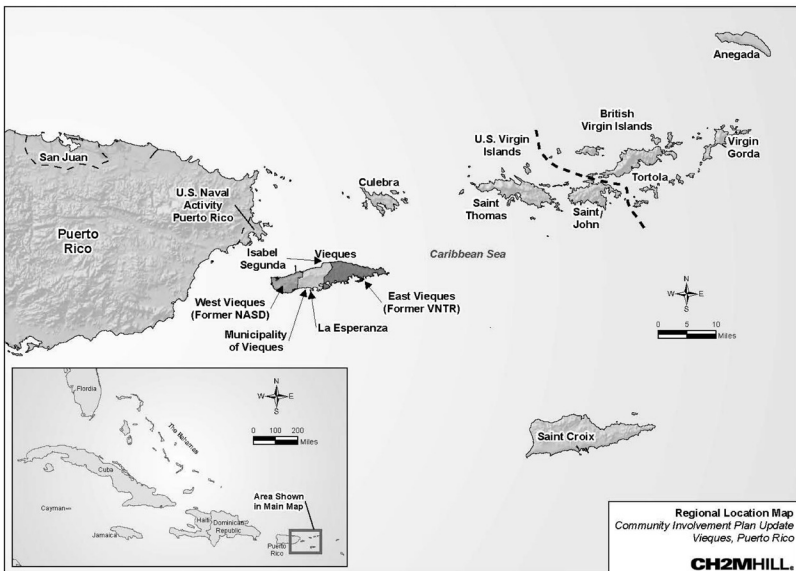 Anegada
British
Virgin Islands
U.S. Virgin
Islands
Virgin
Gorda
San Juan
Tortola
U.S. Naval
Activity
Puerto Rico
Culebra
Saint
Thomas
Saint
John
Puerto
Rico
Isabel
Segunda
Vieques
Caribbean Sea
West Vieques
(Former NASD)
East Vieques
(Former VNTR)
La Esperanza
Municipality
of Vieques
N
W
E
S
0 5 10
Miles
Flordia
N
W
E
S
0 100 200
Miles
The Bahamas
Cuba
Cayman
Jamaica
Haiti
Dominican
Republic
Puerto
Rico
Area Shown
in Main Map
Saint Croix
Regional Location Map
Community Involvement Plan Update
Vieques, Puerto Rico
CH2MHILL®